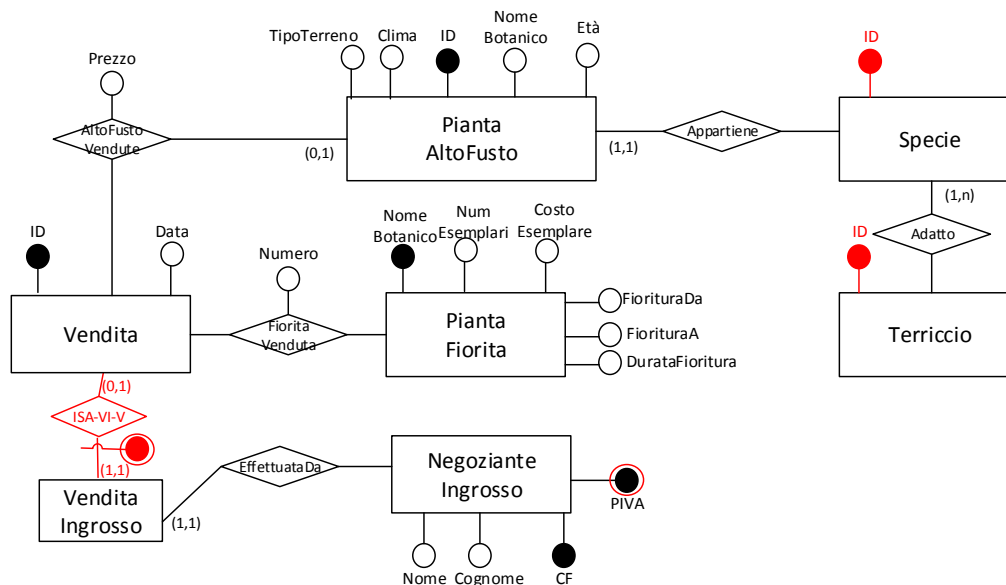 Prezzo
TipoTerreno
Clima
ID
Nome
Botanico
Età
ID
AltoFusto
Vendute
(0,1)
Pianta
AltoFusto
(1,1)
Appartiene
Specie
(1,n)
Adatto
ID
Terriccio
ID
Data
Numero
Nome
Botanico
Num
Esemplari
Costo
Esemplare
Vendita
Fiorita
Venduta
Pianta
Fiorita
FiorituraDa
FiorituraA
DurataFioritura
(0,1)
ISA-VI-V
(1,1)
Vendita
Ingrosso
(1,1)
EffettuataDa
Negoziante
Ingrosso
PIVA
Nome
Cognome
CF